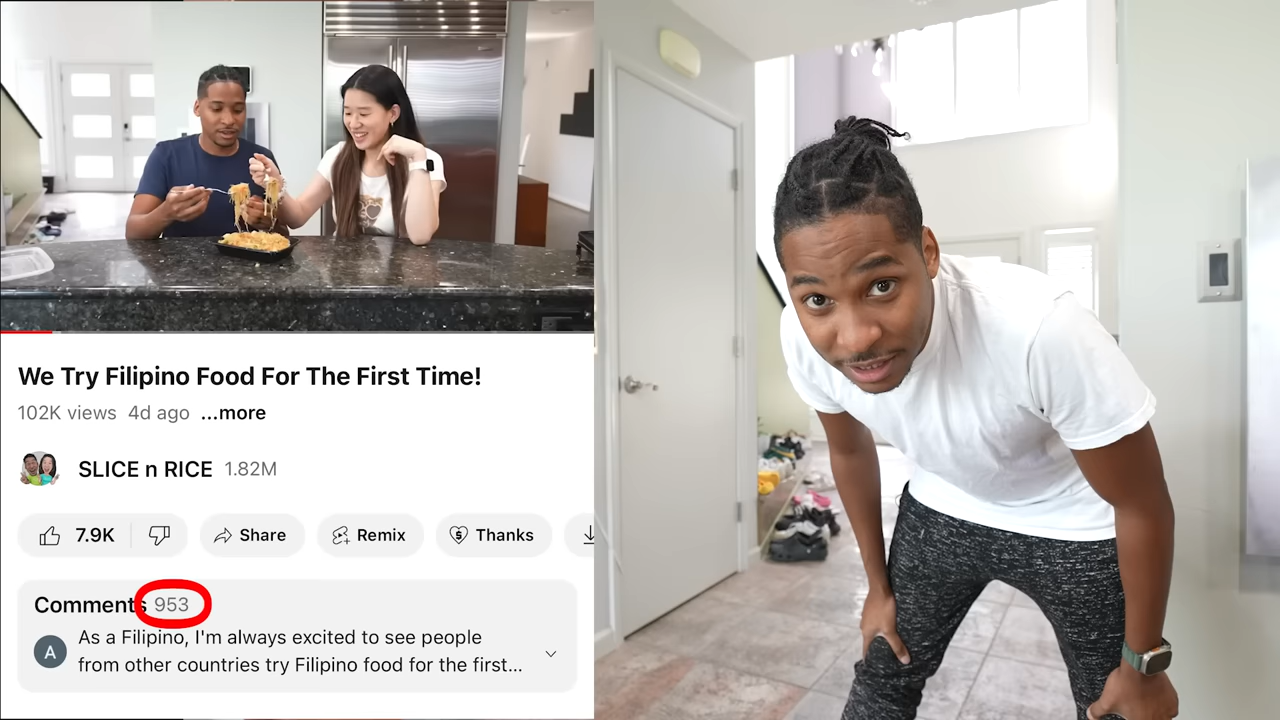 We Try Filipino Food For The First Time!
102K views 4d ago ...more
SLICE n RICE 1.82M
7.9K Share Remix Thanks
Comments 953
A As a Filipino, I'm always excited to see people
from other countries try Filipino food for the first...